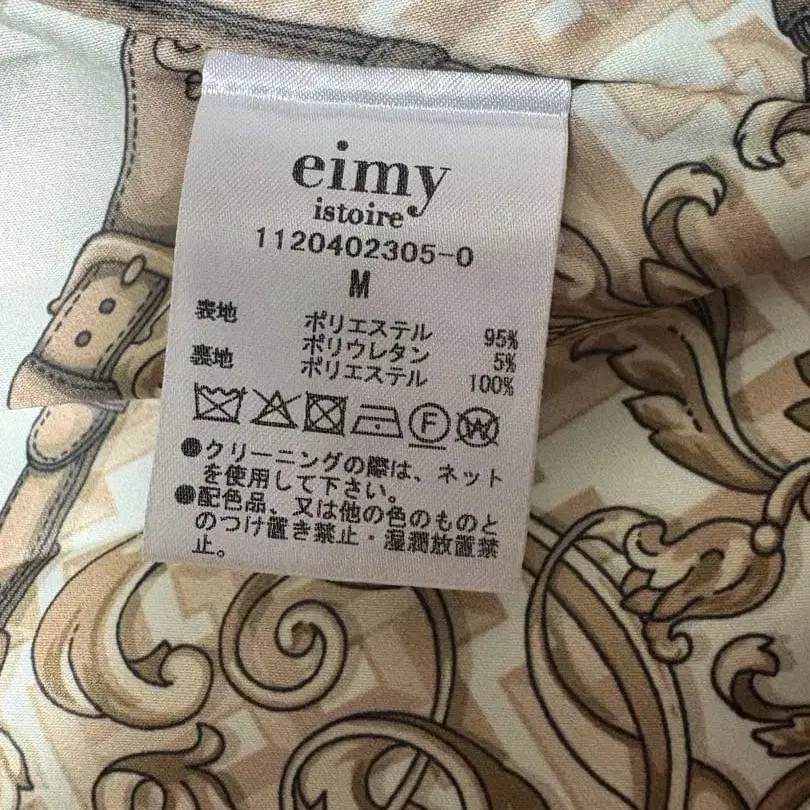 eimy
istoire
1120402305-0
M
表地 ポリエステル 95%
ポリウレタン 5%
裏地 ポリエステル 100%
F W
●クリーニングの際は、ネット
を使用して下さい。
●配色品、又は他の色のものと
のつけ置き禁止・湿潤放置禁
止。